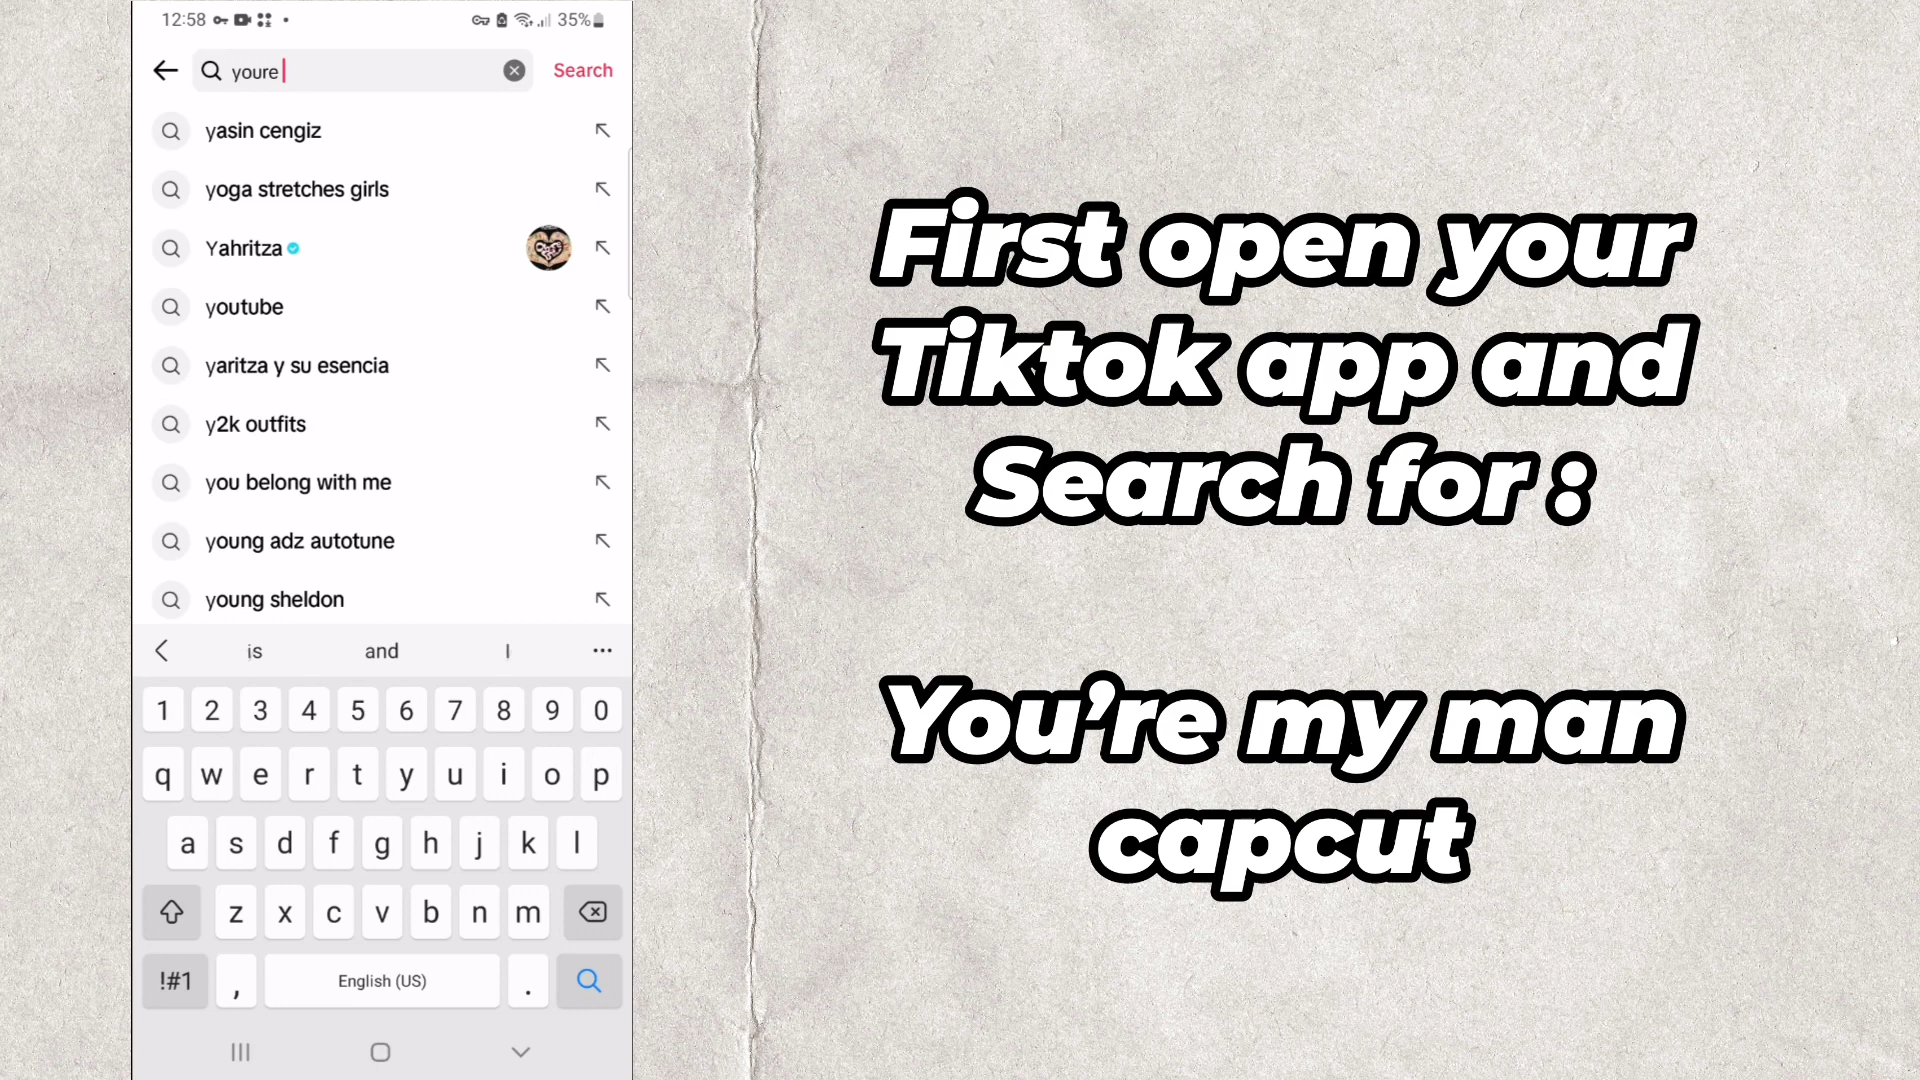 12:58
35%
youre
Search
yasin cengiz
yoga stretches girls
Yahritza
youtube
yaritza y su esencia
y2k outfits
you belong with me
young adz autotune
young sheldon
is and I
1 2 3 4 5 6 7 8 9 0
q w e r t y u i o p
a s d f g h j k l
z x c v b n m
!#1 , English (US) .
First open your
Tiktok app and
Search for :
You’re my man
capcut